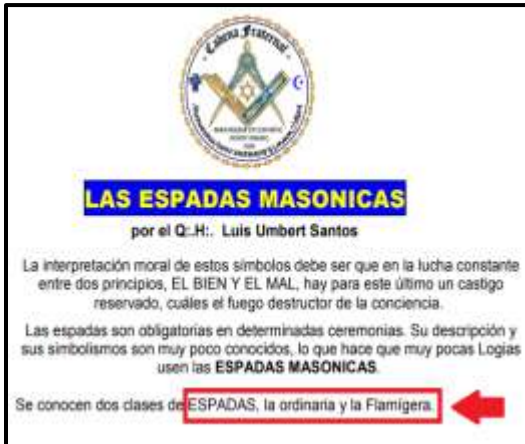 Cadena Fraternal
LAS ESPADAS MASONICAS
por el Q:.H:. Luis Umbert Santos
La interpretación moral de estos símbolos debe ser que en la lucha constante
entre dos principios, EL BIEN Y EL MAL, hay para este último un castigo
reservado, cuáles el fuego destructor de la conciencia.
Las espadas son obligatorias en determinadas ceremonias. Su descripción y
sus simbolismos son muy poco conocidos, lo que hace que muy pocas Logias
usen las ESPADAS MASONICAS.
Se conocen dos clases de ESPADAS, la ordinaria y la Flamígera.